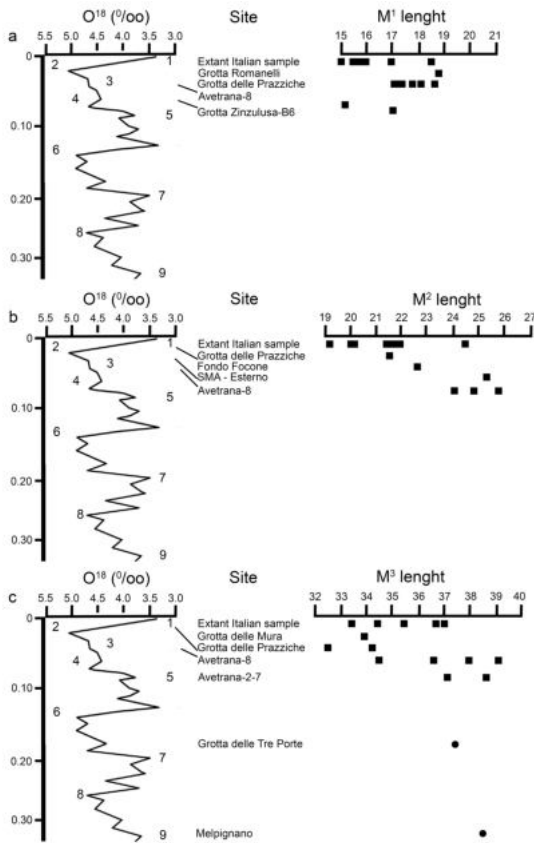 a
O¹⁸ (⁰/oo) Site M¹ lenght
5.5 5.0 4.5 4.0 3.5 3.0 15 16 17 18 19 20 21
0 2 1 Extant Italian sample
Grotta Romanelli
3 Grotta delle Prazziche
4 Avetrana-8
5 Grotta Zinzulusa-B6
0.10
6
0.20 7
8
0.30 9
b
O¹⁸ (⁰/oo) Site M² lenght
5.5 5.0 4.5 4.0 3.5 3.0 19 20 21 22 23 24 25 26 27
0 2 1 Extant Italian sample
Grotta delle Prazziche
3 Fondo Focone
4 SMA - Esterno
5 Avetrana-8
0.10
6
0.20 7
8
0.30 9
c
O¹⁸ (⁰/oo) Site M³ lenght
5.5 5.0 4.5 4.0 3.5 3.0 32 33 34 35 36 37 38 39 40
0 2 1 Extant Italian sample
Grotta delle Mura
3 Grotta delle Prazziche
4 Avetrana-8
5 Avetrana-2-7
0.10
6
Grotta delle Tre Porte
0.20 7
8
0.30 9 Melpignano